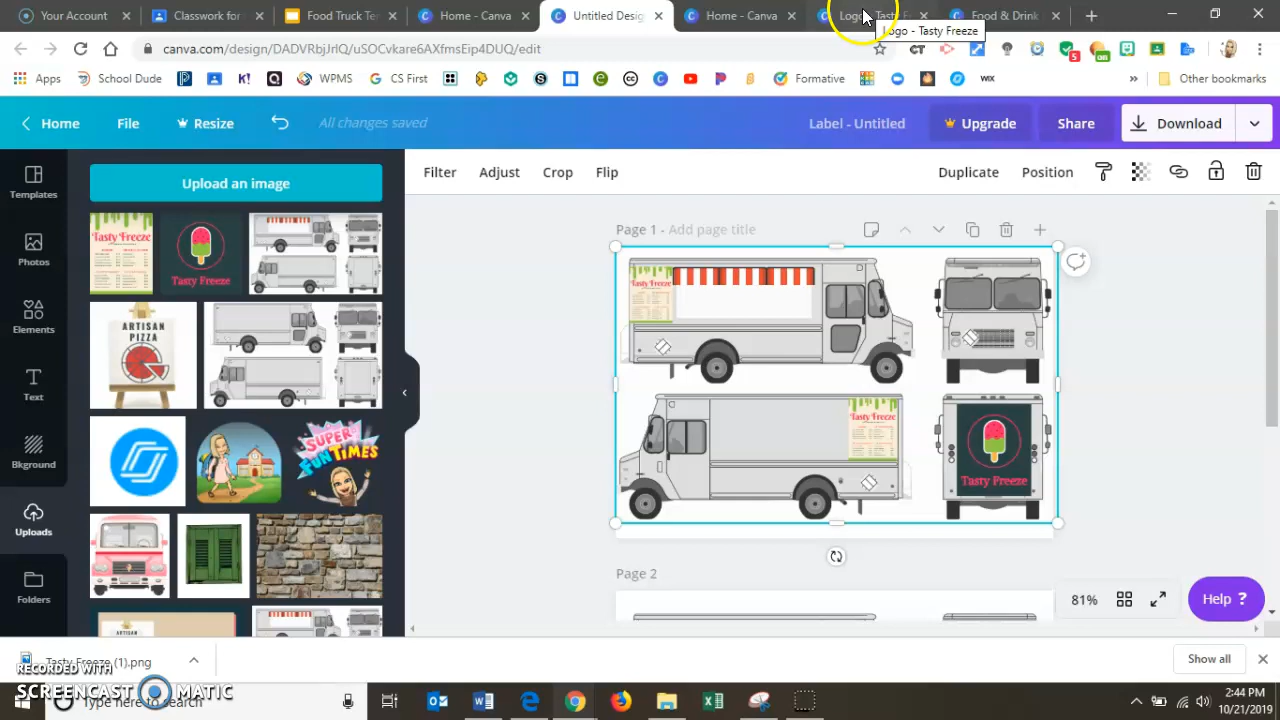 Your Account
Classwork for
Food Truck Te
Home - Canva
Untitled Desig
Home - Canva
Logo - Tasty F
Food & Drink
Logo - Tasty Freeze
canva.com/design/DADVRbjJrlQ/uSOCvkare6AXfmsEip4DUQ/edit
Apps
School Dude
WPMS
CS First
Formative
WIX
Other bookmarks
Home
File
Resize
All changes saved
Label - Untitled
Upgrade
Share
Download
Templates
Photos
Elements
Text
Bkground
Uploads
Folders
Upload an image
Tasty Freeze
Tasty Freeze
ARTISAN
PIZZA
SUPER
FUN TIMES
Filter
Adjust
Crop
Flip
Duplicate
Position
Page 1 - Add page title
Tasty Freeze
Tasty Freeze
Tasty Freeze
Page 2
81%
Help ?
Tasty Freeze (1).png
Show all
RECORDED WITH
SCREENCAST MATIC
Type here to search
2:44 PM
10/21/2019